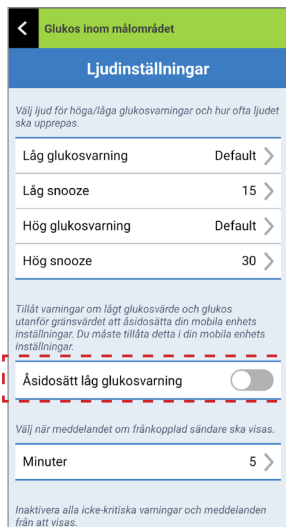 Glukos inom målområdet
Ljudinställningar
Välj ljud för höga/låga glukosvarningar och hur ofta ljudet
ska upprepas.
Låg glukosvarning Default
Låg snooze 15
Hög glukosvarning Default
Hög snooze 30
Tillåt varningar om lågt glukosvärde och glukos
utanför gränsvärdet att åsidosätta din mobila enhets
inställningar. Du måste tillåta detta i din mobila enhets
inställningar.
Åsidosätt låg glukosvarning
Välj när meddelandet om frånkopplad sändare ska visas.
Minuter 5
Inaktivera alla icke-kritiska varningar och meddelanden
från att visas.